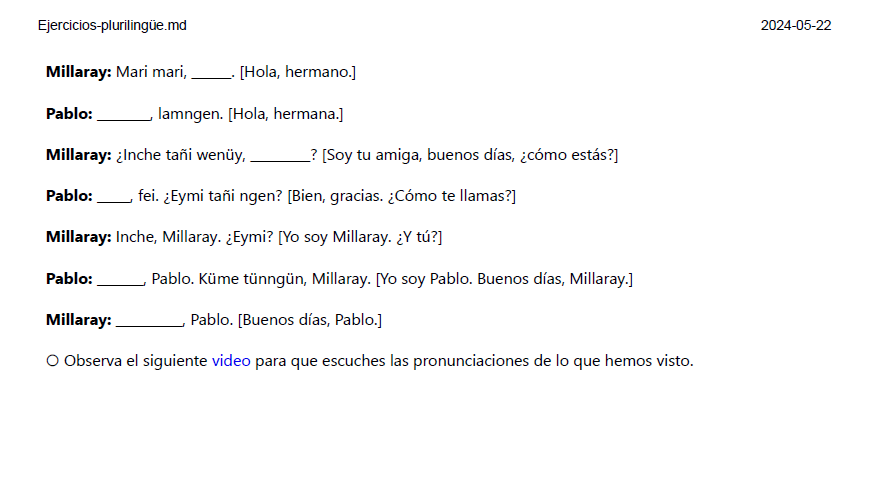 Ejercicios-plurilingüe.md 2024-05-22
Millaray: Mari mari, _____. [Hola, hermano.]
Pablo: _______, lamngen. [Hola, hermana.]
Millaray: ¿Inche tañi wenüy, ________? [Soy tu amiga, buenos días, ¿cómo estás?]
Pablo: ____, fei. ¿Eymi tañi ngen? [Bien, gracias. ¿Cómo te llamas?]
Millaray: Inche, Millaray. ¿Eymi? [Yo soy Millaray. ¿Y tú?]
Pablo: ______, Pablo. Küme tünngün, Millaray. [Yo soy Pablo. Buenos días, Millaray.]
Millaray: _________, Pablo. [Buenos días, Pablo.]
○ Observa el siguiente video para que escuches las pronunciaciones de lo que hemos visto.